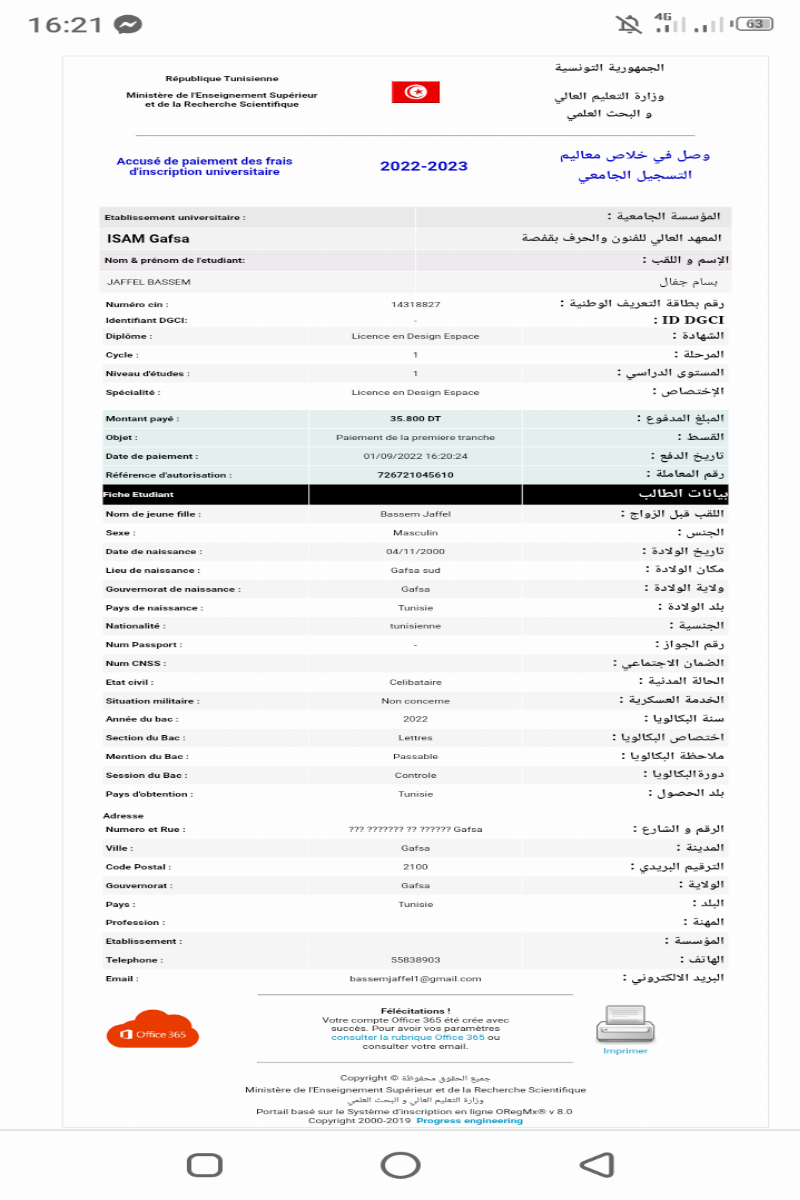 16:21
4G
63
République Tunisienne
Ministère de l'Enseignement Supérieur
et de la Recherche Scientifique
الجمهورية التونسية
وزارة التعليم العالي
و البحث العلمي
Accusé de paiement des frais
d'inscription universitaire
2022-2023
وصل في خلاص معاليم
التسجيل الجامعي
Etablissement universitaire : المؤسسة الجامعية :
ISAM Gafsa المعهد العالي للفنون والحرف بقفصة
Nom & prénom de l'etudiant: الإسم و اللقب :
JAFFEL BASSEM بسام جفال
Numéro cin : 14318827 رقم بطاقة التعريف الوطنية :
Identifiant DGCI: - ID DGCI :
Diplôme : Licence en Design Espace الشهادة :
Cycle : 1 المرحلة :
Niveau d'études : 1 المستوى الدراسي :
Spécialité : Licence en Design Espace الإختصاص :
Montant payé : 35.800 DT المبلغ المدفوع :
Objet : Paiement de la premiere tranche القسط :
Date de paiement : 01/09/2022 16:20:24 تاريخ الدفع :
Référence d'autorisation : 726721045610 رقم المعاملة :
Fiche Etudiant بيانات الطالب
Nom de jeune fille : Bassem Jaffel اللقب قبل الزواج :
Sexe : Masculin الجنس :
Date de naissance : 04/11/2000 تاريخ الولادة :
Lieu de naissance : Gafsa sud مكان الولادة :
Gouvernorat de naissance : Gafsa ولاية الولادة :
Pays de naissance : Tunisie بلد الولادة :
Nationalité : tunisienne الجنسية :
Num Passport : - رقم الجواز :
Num CNSS : الضمان الاجتماعي :
Etat civil : Celibataire الحالة المدنية :
Situation militaire : Non concerne الخدمة العسكرية :
Année du bac : 2022 سنة البكالويا :
Section du Bac : Lettres اختصاص البكالويا :
Mention du Bac : Passable ملاحظة البكالويا :
Session du Bac : Controle دورةالبكالويا :
Pays d'obtention : Tunisie بلد الحصول :
Adresse
Numero et Rue : ??? ??????? ?? ?????? Gafsa الرقم و الشارع :
Ville : Gafsa المدينة :
Code Postal : 2100 الترقيم البريدي :
Gouvernorat : Gafsa الولاية :
Pays : Tunisie البلد :
Profession : المهنة :
Etablissement : المؤسسة :
Telephone : 55838903 الهاتف :
Email : bassemjaffel1@gmail.com البريد الالكتروني :
Office 365
Félécitations !
Votre compte Office 365 été crée avec
succès. Pour avoir vos paramètres
consulter la rubrique Office 365 ou
consulter votre email.
Imprimer
Copyright © جميع الحقوق محفوظة
Ministère de l'Enseignement Supérieur et de la Recherche Scientifique
وزارة التعليم العالي و البحث العلمي
Portail basé sur le Système d'inscription en ligne ORegMx® v 8.0
Copyright 2000-2019 Progress engineering